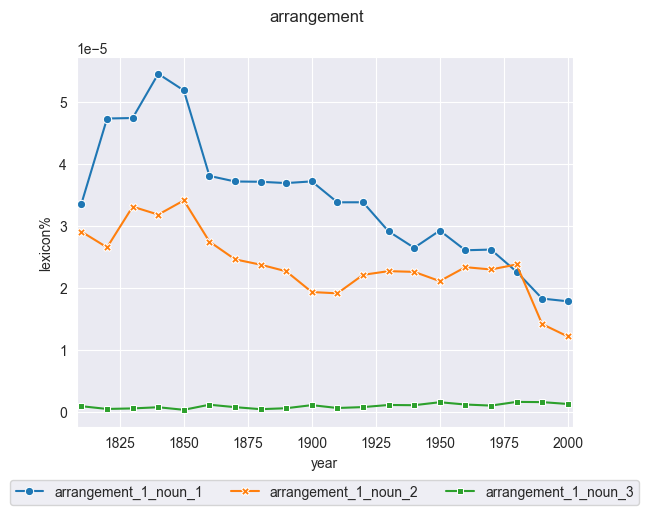 arrangement
1e−5
5
4
3
2
1
0
lexicon%
1825 1850 1875 1900 1925 1950 1975 2000
year
arrangement_1_noun_1 arrangement_1_noun_2 arrangement_1_noun_3